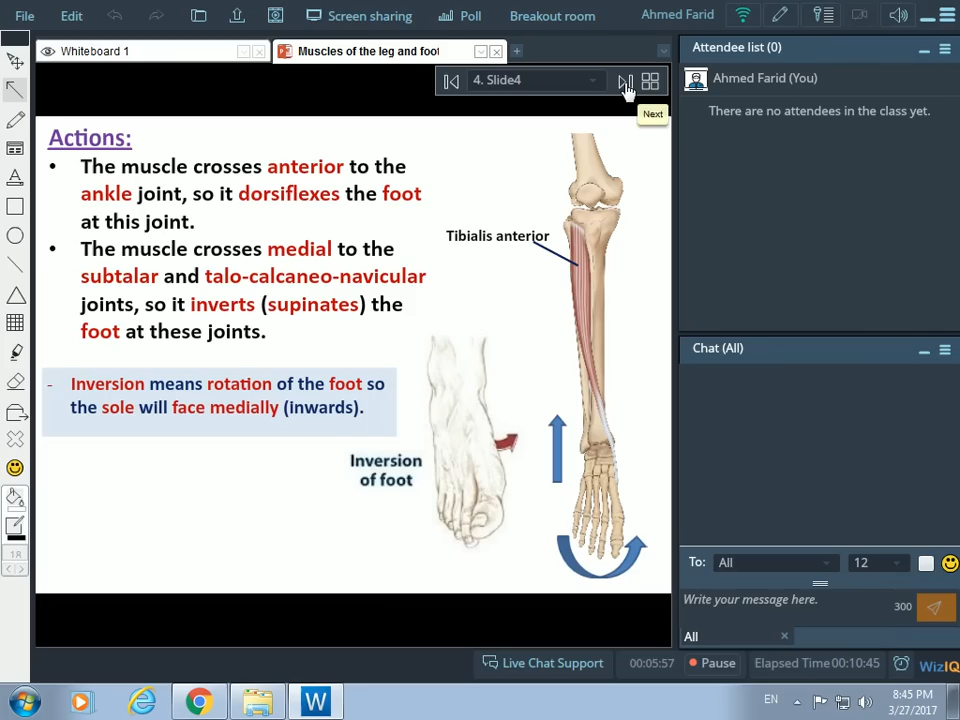 File
Edit
Screen sharing
Poll
Breakout room
Ahmed Farid
Whiteboard 1
Muscles of the leg and foot
Attendee list (0)
4. Slide4
Ahmed Farid (You)
There are no attendees in the class yet.
Next
Actions:
• The muscle crosses anterior to the
ankle joint, so it dorsiflexes the foot
at this joint.
• The muscle crosses medial to the
subtalar and talo-calcaneo-navicular
joints, so it inverts (supinates) the
foot at these joints.
Tibialis anterior
- Inversion means rotation of the foot so
the sole will face medially (inwards).
Inversion
of foot
Chat (All)
To:
All
12
Write your message here.
300
All
18
Live Chat Support
00:05:57
Pause
Elapsed Time 00:10:45
WizIQ
EN
8:45 PM
3/27/2017